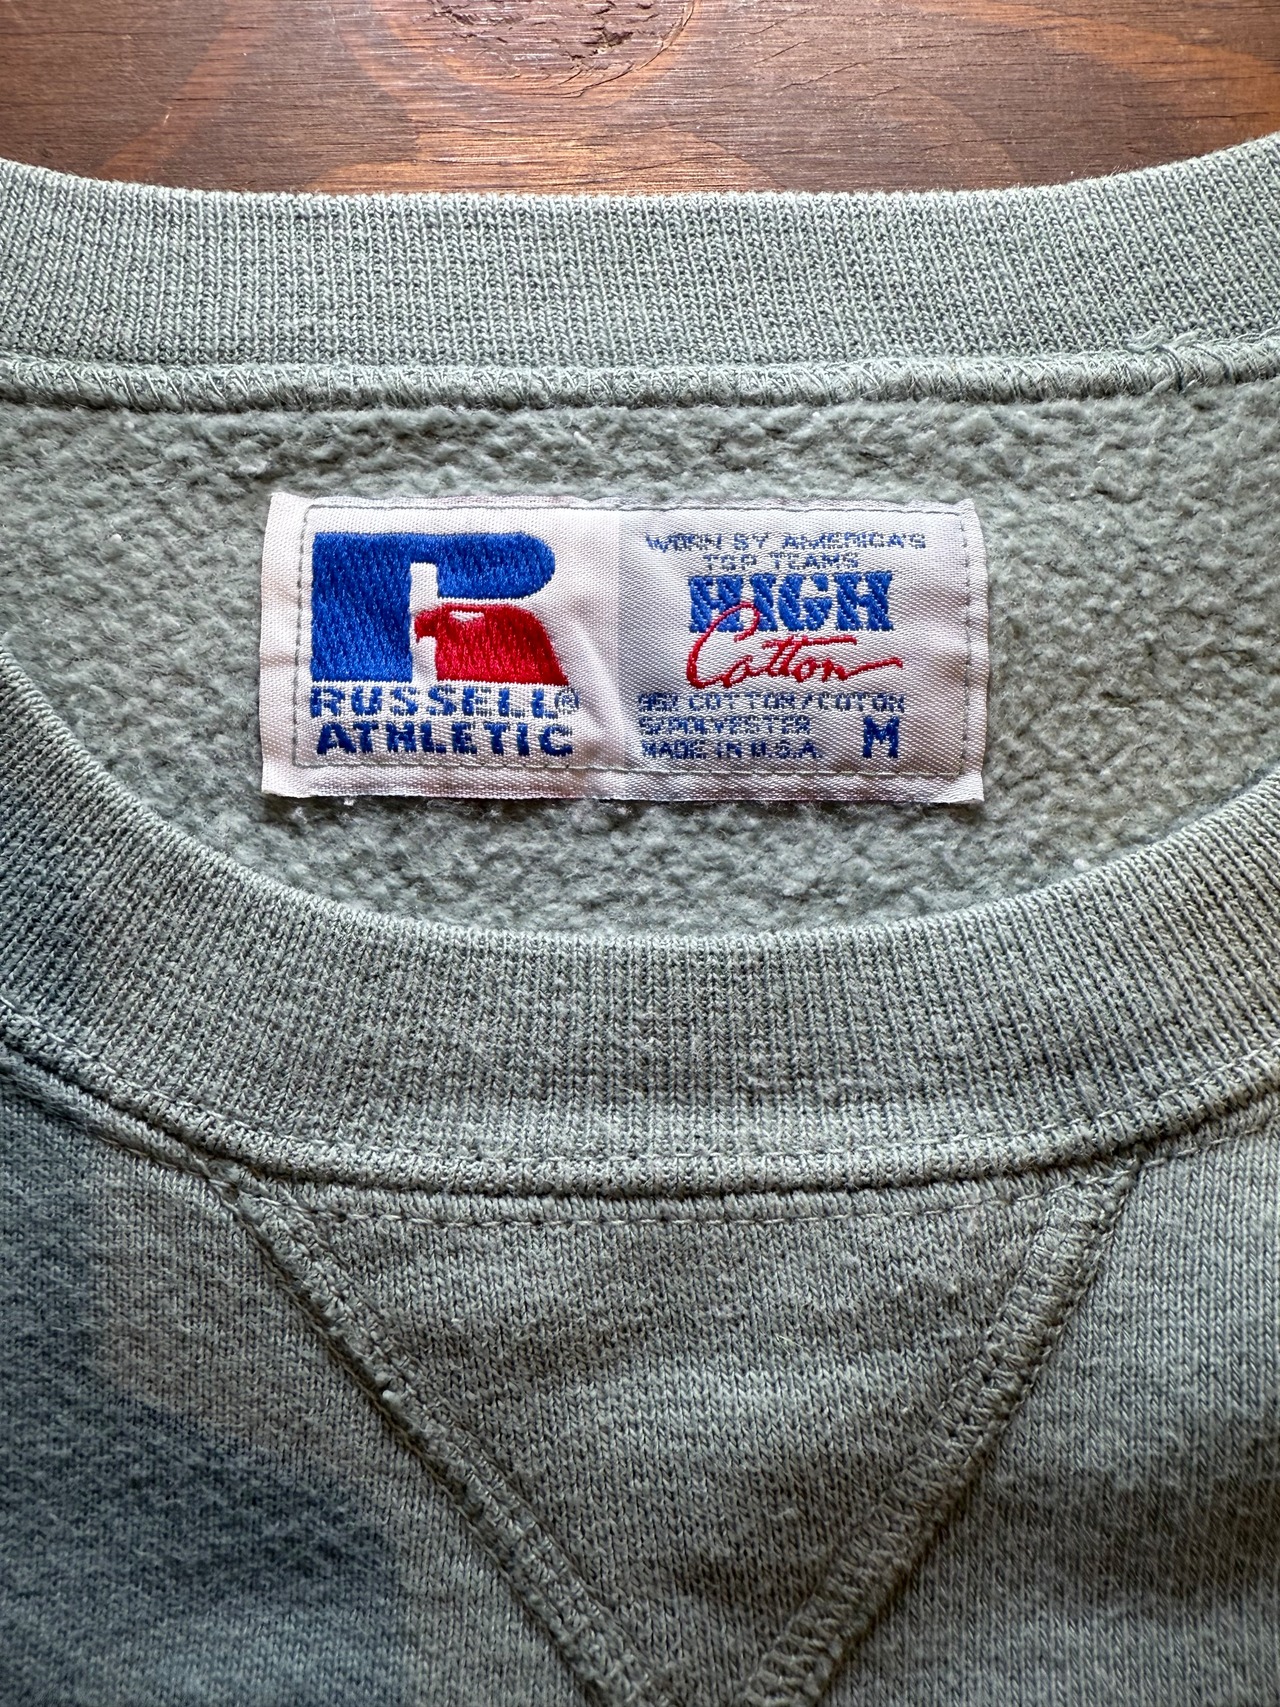 RUSSELL®
ATHLETIC
WORN BY AMERICA'S
TOP TEAMS
HIGH
Cotton
95% COTTON/COTON
5% POLYESTER
MADE IN U.S.A.
M